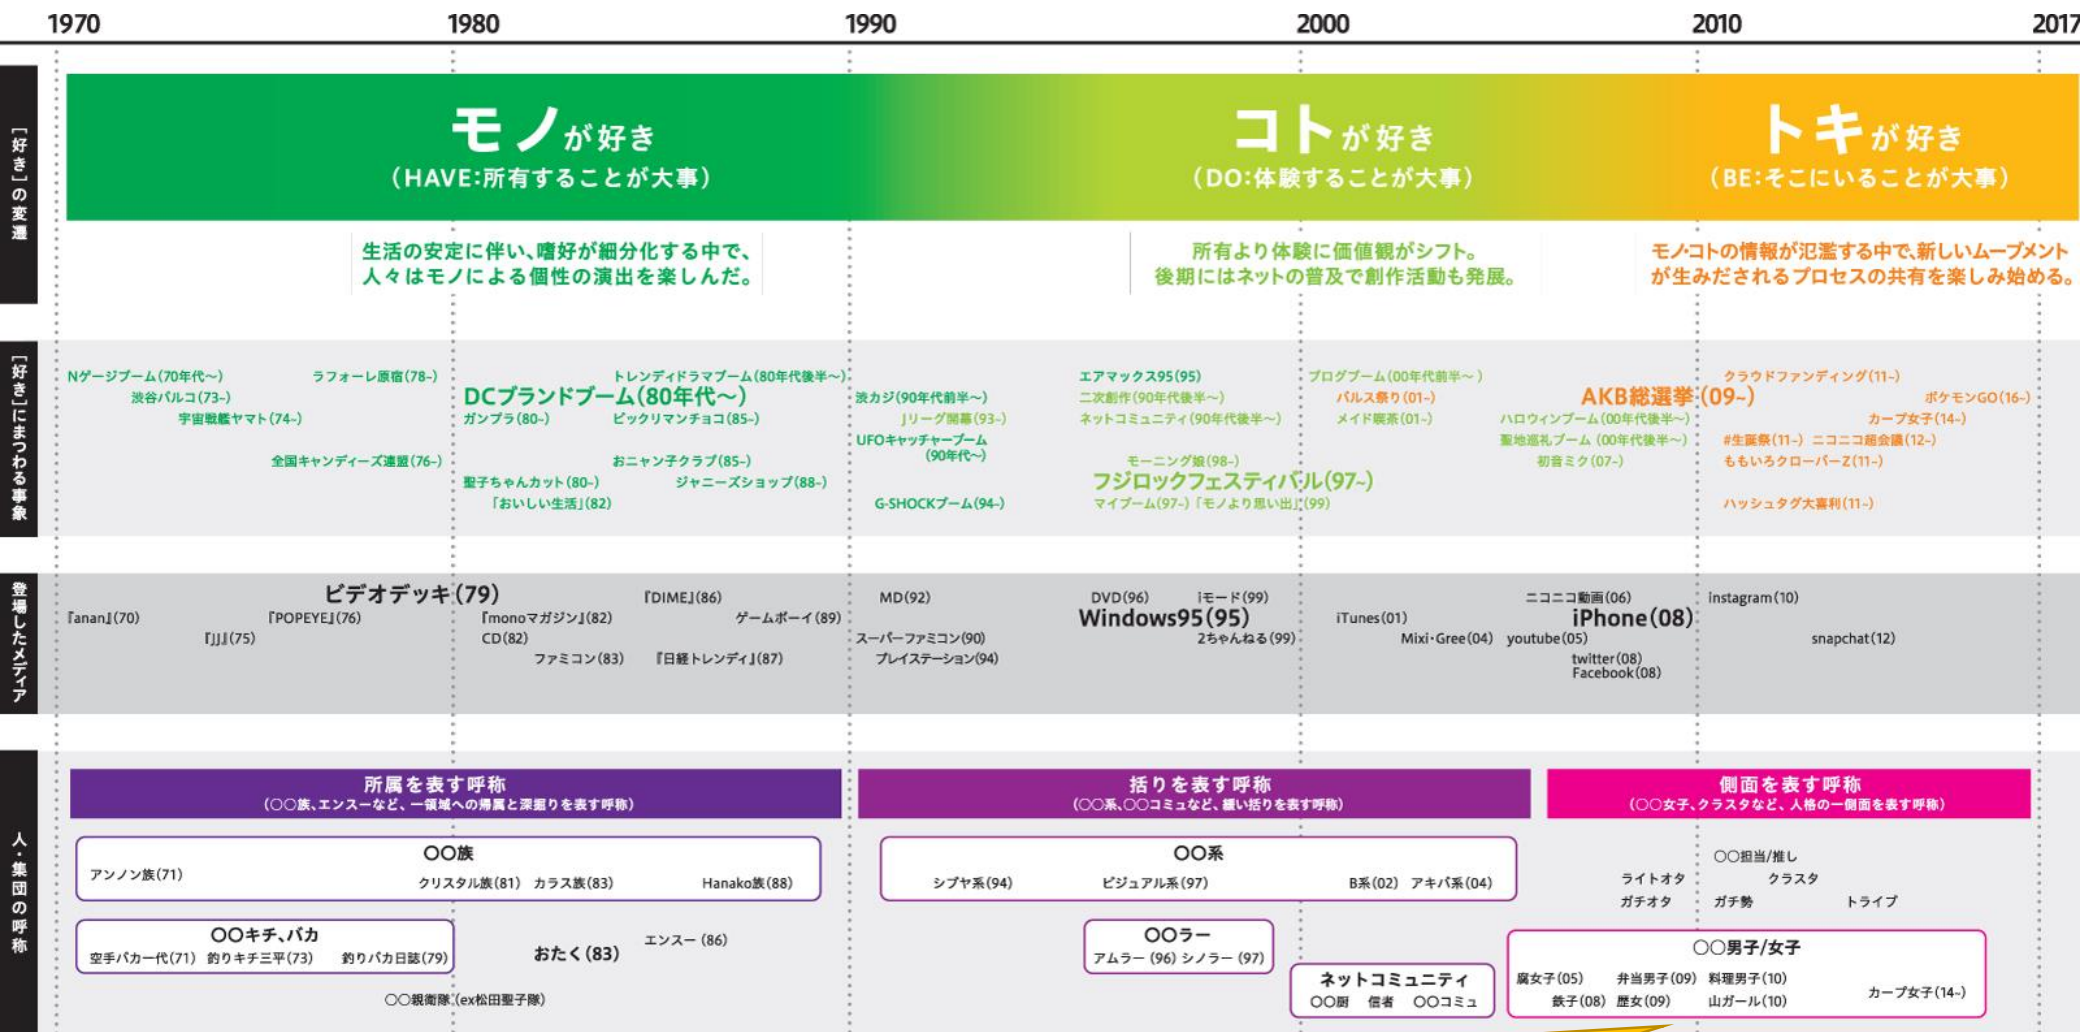 1970
1980
1990
2000
2010
2017
[好き]の変遷
モノが好き
(HAVE:所有することが大事)
コトが好き
(DO:体験することが大事)
トキが好き
(BE:そこにいることが大事)
生活の安定に伴い、嗜好が細分化する中で、
人々はモノによる個性の演出を楽しんだ。
所有より体験に価値観がシフト。
後期にはネットの普及で創作活動も発展。
モノ・コトの情報が氾濫する中で、新しいムーブメント
が生みだされるプロセスの共有を楽しみ始める。
[好き]にまつわる事象
Nゲージブーム(70年代〜)
ラフォーレ原宿(78~)
渋谷パルコ(73~)
宇宙戦艦ヤマト(74~)
全国キャンディーズ連盟(76~)
トレンディドラマブーム(80年代後半〜)
DCブランドブーム(80年代〜)
ガンプラ(80~)
ビックリマンチョコ(85~)
おニャン子クラブ(85~)
聖子ちゃんカット(80~)
ジャニーズショップ(88~)
「おいしい生活」(82)
渋カジ(90年代前半〜)
Jリーグ開幕(93~)
UFOキャッチャーブーム
(90年代〜)
G-SHOCKブーム(94~)
エアマックス95(95)
二次創作(90年代後半〜)
ネットコミュニティ(90年代後半〜)
モーニング娘(98~)
フジロックフェスティバル(97~)
マイブーム(97~)「モノより思い出」(99)
ブログブーム(00年代前半〜)
バルス祭り(01~)
メイド喫茶(01~)
AKB総選挙(09~)
ハロウィンブーム(00年代後半〜)
聖地巡礼ブーム(00年代後半〜)
初音ミク(07~)
クラウドファンディング(11~)
ポケモンGO(16~)
カープ女子(14~)
#生誕祭(11~) ニコニコ超会議(12~)
ももいろクローバーZ(11~)
ハッシュタグ大喜利(11~)
登場したメディア
『anan』(70)
『JJ』(75)
『POPEYE』(76)
ビデオデッキ(79)
『monoマガジン』(82)
CD(82)
ファミコン(83)
『DIME』(86)
ゲームボーイ(89)
『日経トレンディ』(87)
MD(92)
スーパーファミコン(90)
プレイステーション(94)
DVD(96)
iモード(99)
Windows95(95)
2ちゃんねる(99)
iTunes(01)
Mixi・Gree(04)
youtube(05)
ニコニコ動画(06)
iPhone(08)
twitter(08)
Facebook(08)
instagram(10)
snapchat(12)
人・集団の呼称
所属を表す呼称
(○○族、エンスーなど、一領域への帰属と深掘りを表す呼称)
括りを表す呼称
(○○系、○○コミュなど、緩い括りを表す呼称)
側面を表す呼称
(○○女子、クラスタなど、人格の一側面を表す呼称)
○○族
アンノン族(71)
クリスタル族(81) カラス族(83)
Hanako族(88)
○○キチ、バカ
空手バカ一代(71) 釣りキチ三平(73) 釣りバカ日誌(79)
おたく(83)
エンスー(86)
○○親衛隊(ex松田聖子隊)
○○系
シブヤ系(94)
ビジュアル系(97)
B系(02) アキバ系(04)
○○ラー
アムラー(96) シノラー(97)
ネットコミュニティ
○○厨 信者 ○○コミュ
○○担当/推し
ライトオタ
クラスタ
ガチオタ
ガチ勢
トライブ
○○男子/女子
腐女子(05) 弁当男子(09) 料理男子(10)
鉄子(08) 歴女(09) 山ガール(10)
カープ女子(14~)